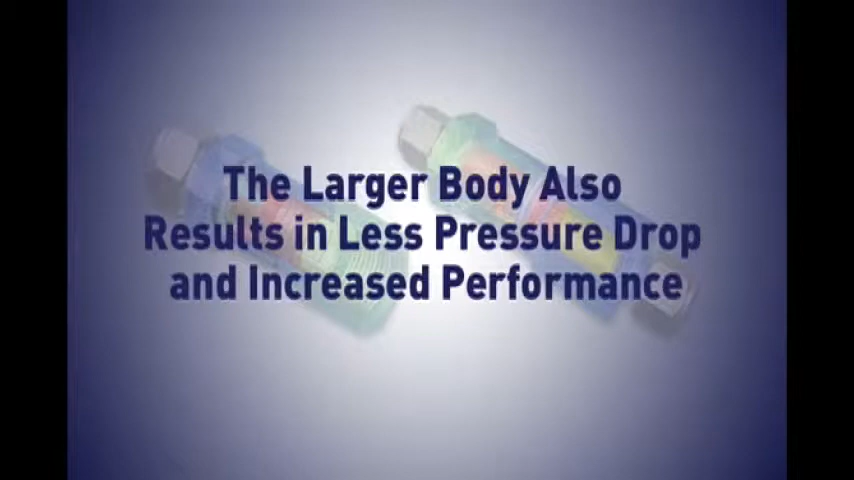 The Larger Body Also
Results in Less Pressure Drop
and Increased Performance